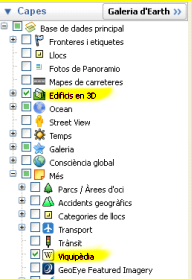 Capes
Galeria d'Earth >>
Base de dades principal
Fronteres i etiquetes
Llocs
Fotos de Panoramio
Mapes de carreteres
Edificis en 3D
Ocean
Street View
Temps
Galeria
Consciència global
Més
Parcs / Àrees d'oci
Accidents geogràfics
Categories de llocs
Transport
Trànsit
W Viquipèdia
GeoEye Featured Imagery